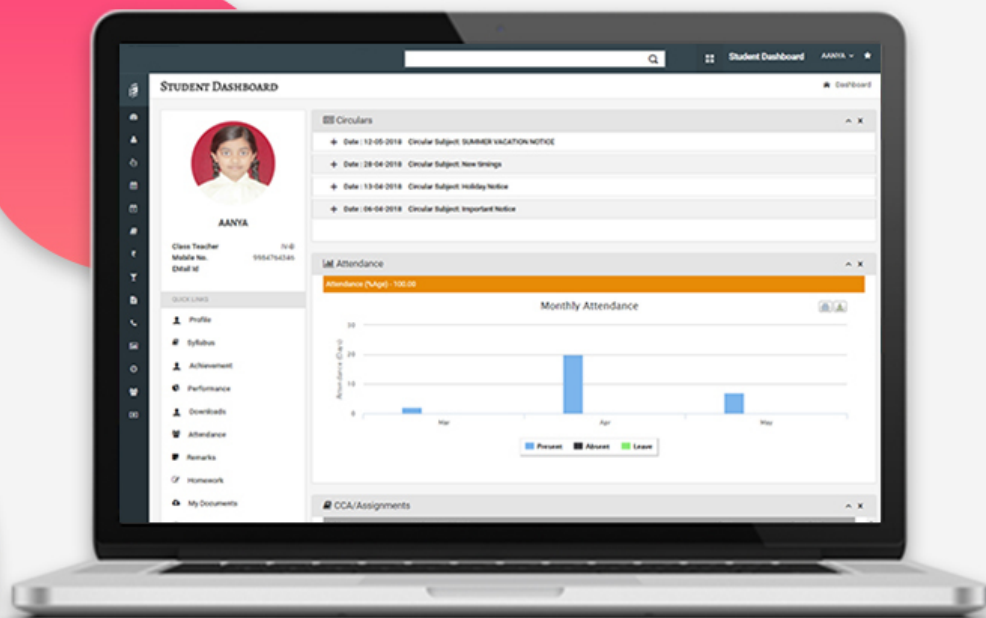 Student Dashboard
AANYA
STUDENT DASHBOARD
Dashboard
AANYA
Class Teacher IV-B
Mobile No. 9984764346
EMail Id
QUICK LINKS
Profile
Syllabus
Achievement
Performance
Downloads
Attendance
Remarks
Homework
My Documents
Circulars
Date : 12-05-2018 Circular Subject: SUMMER VACATION NOTICE
Date : 28-04-2018 Circular Subject: New timings
Date : 13-04-2018 Circular Subject: Holiday Notice
Date : 06-04-2018 Circular Subject: Important Notice
Attendance
Attendance (%Age) - 100.00
Monthly Attendance
Attendance (Days)
30
20
10
0
Mar Apr May
Present Absent Leave
CCA/Assignments